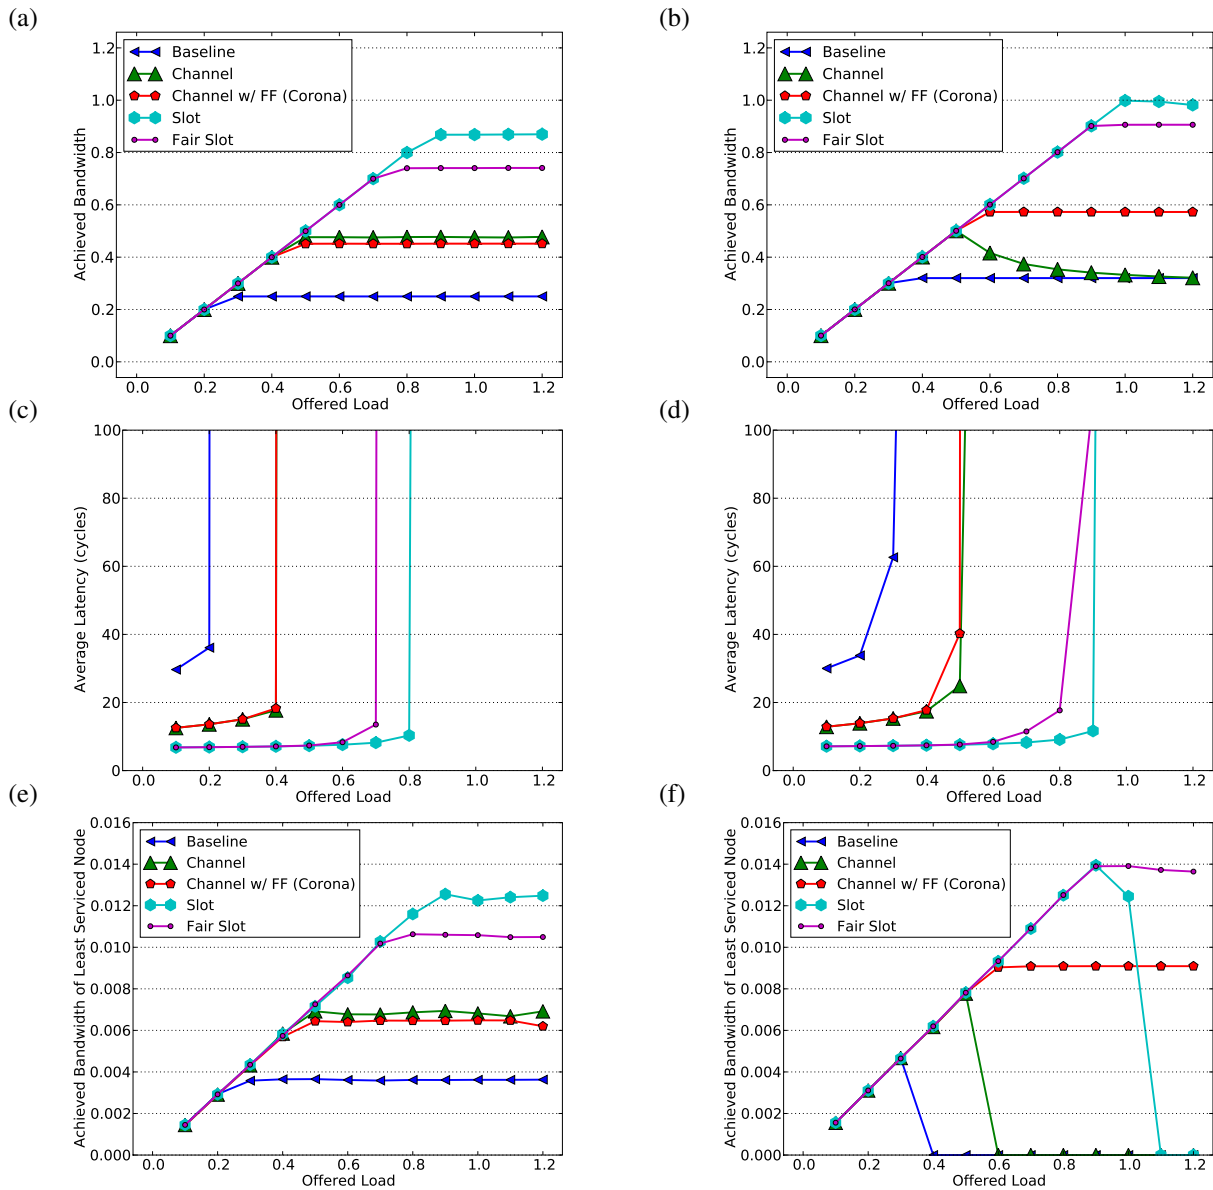 (a)
1.2
1.0
0.8
0.6
0.4
0.2
0.0
Achieved Bandwidth
Baseline
Channel
Channel w/ FF (Corona)
Slot
Fair Slot
0.0 0.2 0.4 0.6 0.8 1.0 1.2
Offered Load
(b)
1.2
1.0
0.8
0.6
0.4
0.2
0.0
Achieved Bandwidth
Baseline
Channel
Channel w/ FF (Corona)
Slot
Fair Slot
0.0 0.2 0.4 0.6 0.8 1.0 1.2
Offered Load
(c)
100
80
60
40
20
0
Average Latency (cycles)
0.0 0.2 0.4 0.6 0.8 1.0 1.2
Offered Load
(d)
100
80
60
40
20
0
Average Latency (cycles)
0.0 0.2 0.4 0.6 0.8 1.0 1.2
Offered Load
(e)
0.016
0.014
0.012
0.010
0.008
0.006
0.004
0.002
0.000
Achieved Bandwidth of Least Serviced Node
Baseline
Channel
Channel w/ FF (Corona)
Slot
Fair Slot
0.0 0.2 0.4 0.6 0.8 1.0 1.2
Offered Load
(f)
0.016
0.014
0.012
0.010
0.008
0.006
0.004
0.002
0.000
Achieved Bandwidth of Least Serviced Node
Baseline
Channel
Channel w/ FF (Corona)
Slot
Fair Slot
0.0 0.2 0.4 0.6 0.8 1.0 1.2
Offered Load